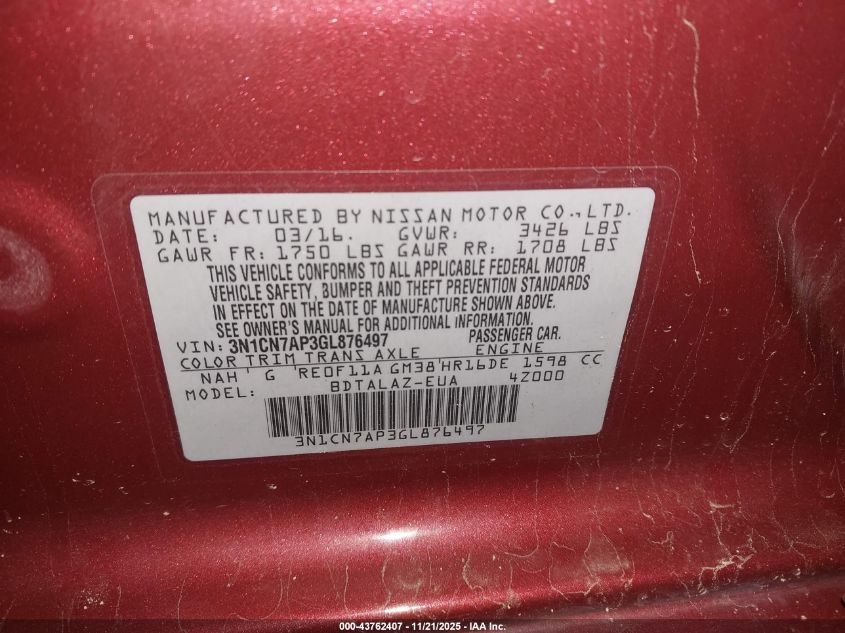 MANUFACTURED BY NISSAN MOTOR CO., LTD.
DATE: 03/16. GVWR: 3426 LBS
GAWR FR: 1750 LBS GAWR RR: 1708 LBS
THIS VEHICLE CONFORMS TO ALL APPLICABLE FEDERAL MOTOR
VEHICLE SAFETY, BUMPER AND THEFT PREVENTION STANDARDS
IN EFFECT ON THE DATE OF MANUFACTURE SHOWN ABOVE.
SEE OWNER'S MANUAL FOR ADDITIONAL INFORMATION
VIN: 3N1CN7AP3GL876497 PASSENGER CAR.
COLOR TRIM TRANS AXLE ENGINE
NAH ' G 'RE0F11A GM38'HR16DE 1598 CC
MODEL: BDTALAZ-EUA 4Z000
3N1CN7AP3GL876497
000-43762407 - 11/21/2025 - IAA Inc.